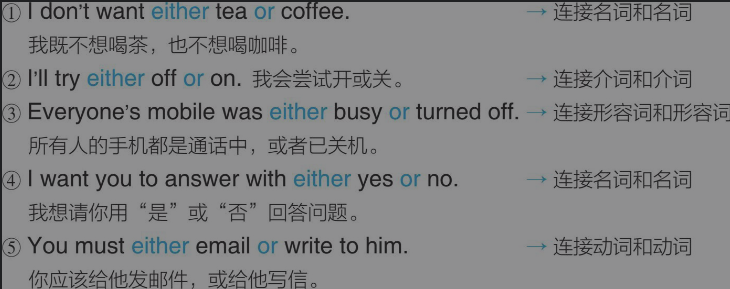 ① I don't want either tea or coffee. → 连接名词和名词
我既不想喝茶，也不想喝咖啡。
② I'll try either off or on. 我会尝试开或关。 → 连接介词和介词
③ Everyone's mobile was either busy or turned off. → 连接形容词和形容词
所有人的手机都是通话中，或者已关机。
④ I want you to answer with either yes or no. → 连接名词和名词
我想请你用“是”或“否”回答问题。
⑤ You must either email or write to him. → 连接动词和动词
你应该给他发邮件，或给他写信。